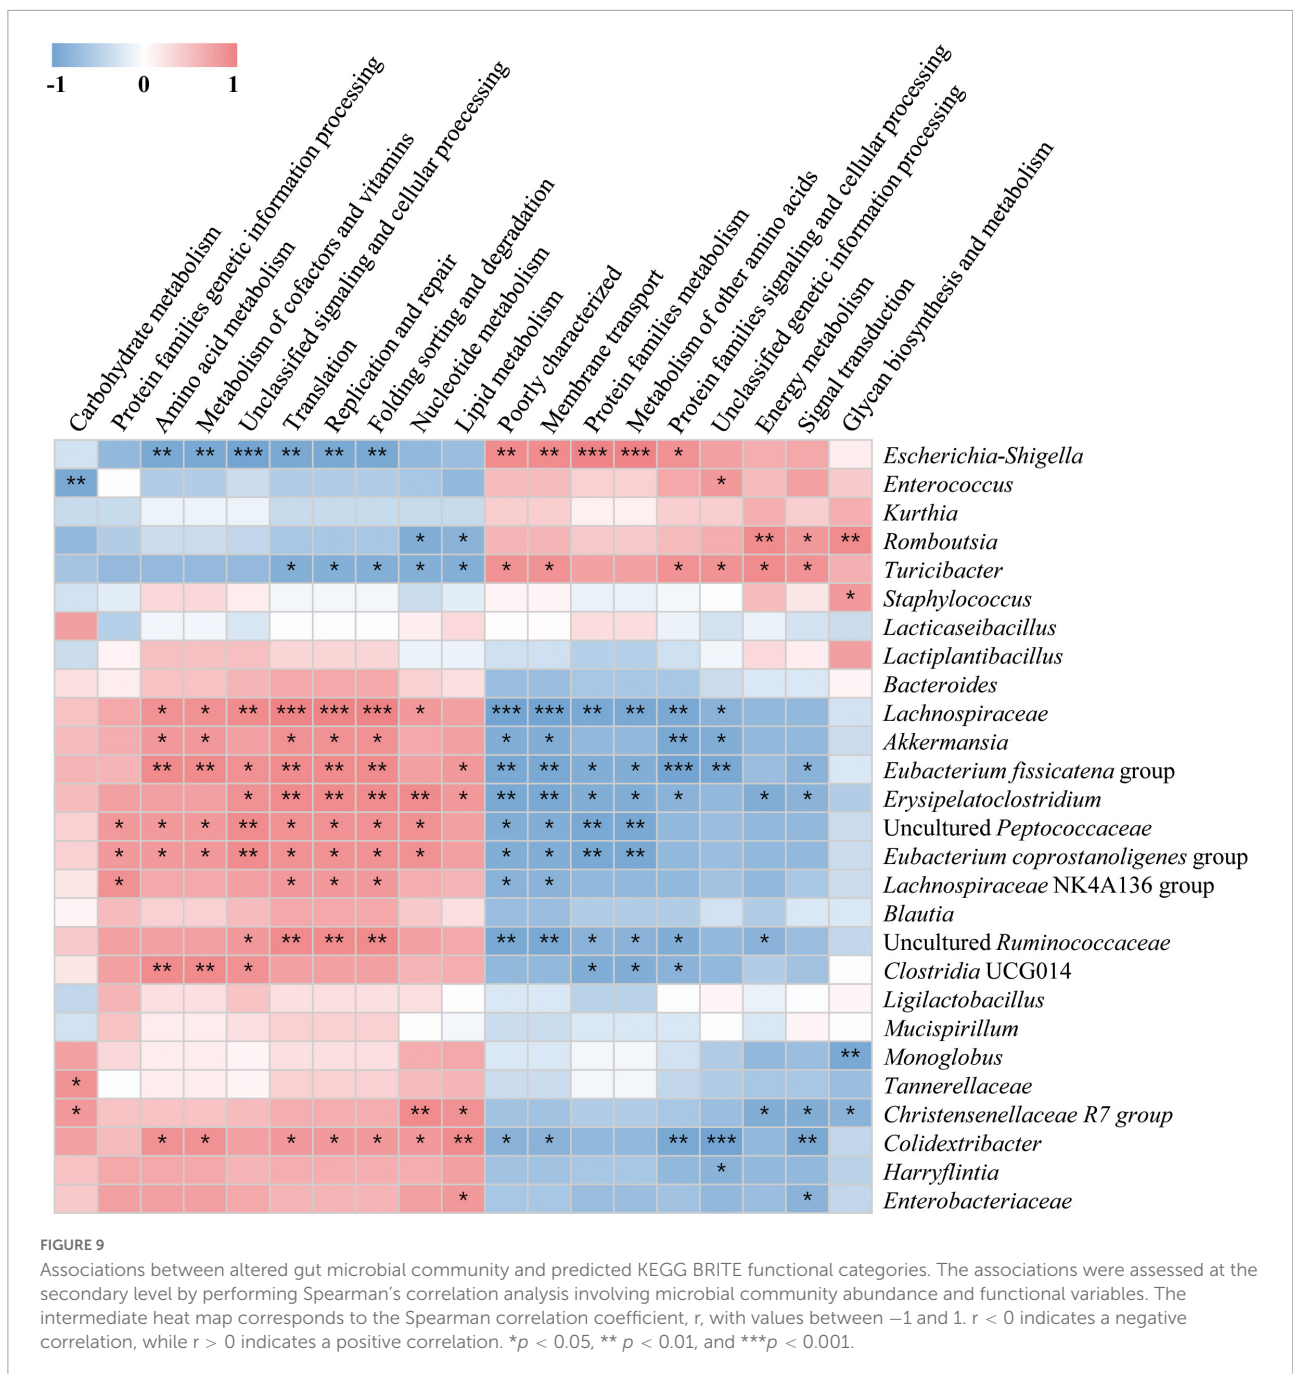 -1 0 1
Carbohydrate metabolism
Protein families genetic information processing
Amino acid metabolism
Metabolism of cofactors and vitamins
Unclassified signaling and cellular proecessing
Translation
Replication and repair
Folding sorting and degradation
Nucleotide metabolism
Lipid metabolism
Poorly characterized
Membrane transport
Protein families metabolism
Metabolism of other amino acids
Protein families signaling and cellular processing
Unclassified genetic information processing
Energy metabolism
Signal transduction
Glycan biosynthesis and metabolism
** ** *** ** ** ** ** ** *** *** * Escherichia-Shigella
** * Enterococcus
Kurthia
* * ** * ** Romboutsia
* * * * * * * * * * * Turicibacter
* Staphylococcus
Lacticaseibacillus
Lactiplantibacillus
Bacteroides
* * ** *** *** *** * *** *** ** ** ** * Lachnospiraceae
* * * * * * * ** * Akkermansia
** ** * ** ** ** * ** ** * * *** ** * Eubacterium fissicatena group
* ** ** ** ** * ** ** * * * * * Erysipelatoclostridium
* * * ** * * * * * * ** ** Uncultured Peptococcaceae
* * * ** * * * * * * ** ** Eubacterium coprostanoligenes group
* * * * * * Lachnospiraceae NK4A136 group
Blautia
* ** ** ** ** ** * * * * Uncultured Ruminococcaceae
** ** * * * * Clostridia UCG014
Ligilactobacillus
Mucispirillum
** Monoglobus
* Tannerellaceae
* ** * * * * Christensenellaceae R7 group
* * * * * * ** * * ** *** ** Colidextribacter
* Harryflintia
* * Enterobacteriaceae
FIGURE 9
Associations between altered gut microbial community and predicted KEGG BRITE functional categories. The associations were assessed at the
secondary level by performing Spearman's correlation analysis involving microbial community abundance and functional variables. The
intermediate heat map corresponds to the Spearman correlation coefficient, r, with values between −1 and 1. r < 0 indicates a negative
correlation, while r > 0 indicates a positive correlation. *p < 0.05, ** p < 0.01, and ***p < 0.001.